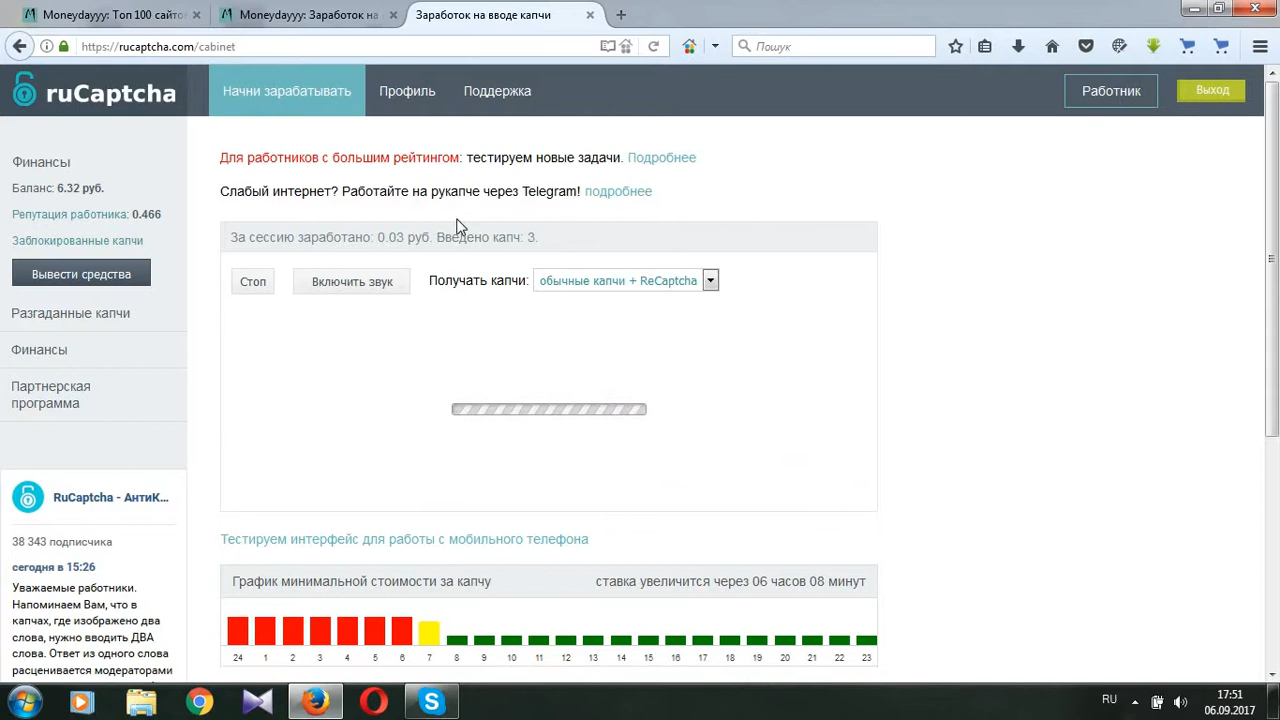 Moneydayyy: Топ 100 сайтов
Moneydayyy: Заработок на
Заработок на вводе капчи
https://rucaptcha.com/cabinet
Поиск
ruCaptcha
Начни зарабатывать
Профиль
Поддержка
Работник
Выход
Финансы
Баланс: 6.32 руб.
Репутация работника: 0.466
Заблокированные капчи
Вывести средства
Разгаданные капчи
Финансы
Партнерская
программа
RuCaptcha - АнтиК...
38 343 подписчика
сегодня в 15:26
Уважаемые работники.
Напоминаем Вам, что в
капчах, где изображено два
слова, нужно вводить ДВА
слова. Ответ из одного слова
расценивается модераторами
Для работников с большим рейтингом: тестируем новые задачи. Подробнее
Слабый интернет? Работайте на рукапче через Telegram! подробнее
За сессию заработано: 0.03 руб. Введено капч: 3.
Стоп
Включить звук
Получать капчи:
обычные капчи + ReCaptcha
Тестируем интерфейс для работы с мобильного телефона
График минимальной стоимости за капчу
ставка увеличится через 06 часов 08 минут
24 1 2 3 4 5 6 7 8 9 10 11 12 13 14 15 16 17 18 19 20 21 22 23
RU
17:51
06.09.2017